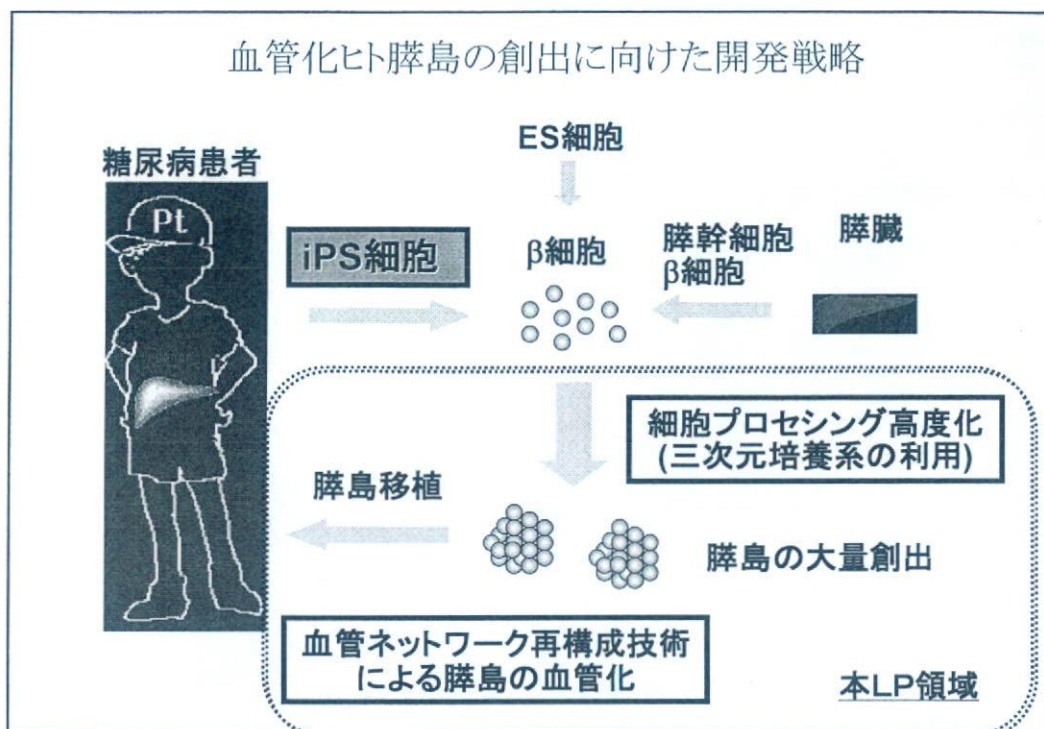 血管化ヒト膵島の創出に向けた開発戦略
糖尿病患者
Pt
ES細胞
iPS細胞
β細胞
膵幹細胞
β細胞
膵臓
細胞プロセシング高度化
(三次元培養系の利用)
膵島移植
膵島の大量創出
血管ネットワーク再構成技術
による膵島の血管化
本LP領域